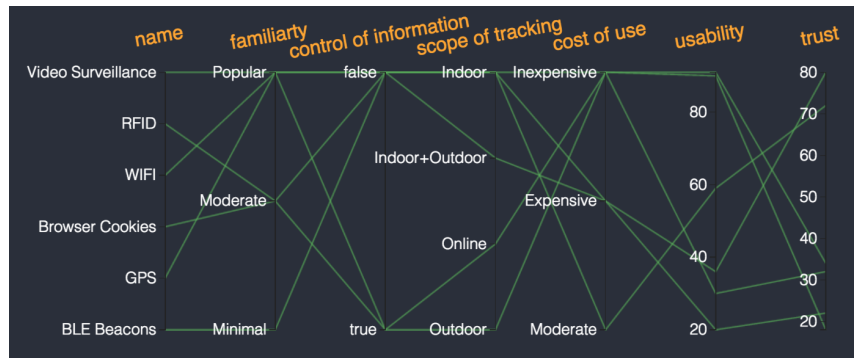 name
familiarty
control of information
scope of tracking
cost of use
usability
trust
Video Surveillance
RFID
WIFI
Browser Cookies
GPS
BLE Beacons
Popular
Moderate
Minimal
false
true
Indoor
Indoor+Outdoor
Online
Outdoor
Inexpensive
Expensive
Moderate
80
60
40
20
80
70
60
50
40
30
20